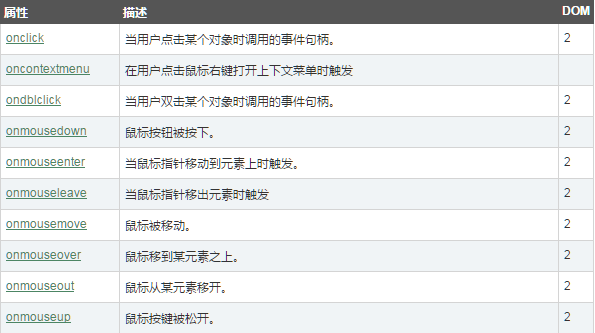 属性 描述 DOM
onclick 当用户点击某个对象时调用的事件句柄。 2
oncontextmenu 在用户点击鼠标右键打开上下文菜单时触发
ondblclick 当用户双击某个对象时调用的事件句柄。 2
onmousedown 鼠标按钮被按下。 2
onmouseenter 当鼠标指针移动到元素上时触发。 2
onmouseleave 当鼠标指针移出元素时触发 2
onmousemove 鼠标被移动。 2
onmouseover 鼠标移到某元素之上。 2
onmouseout 鼠标从某元素移开。 2
onmouseup 鼠标按键被松开。 2